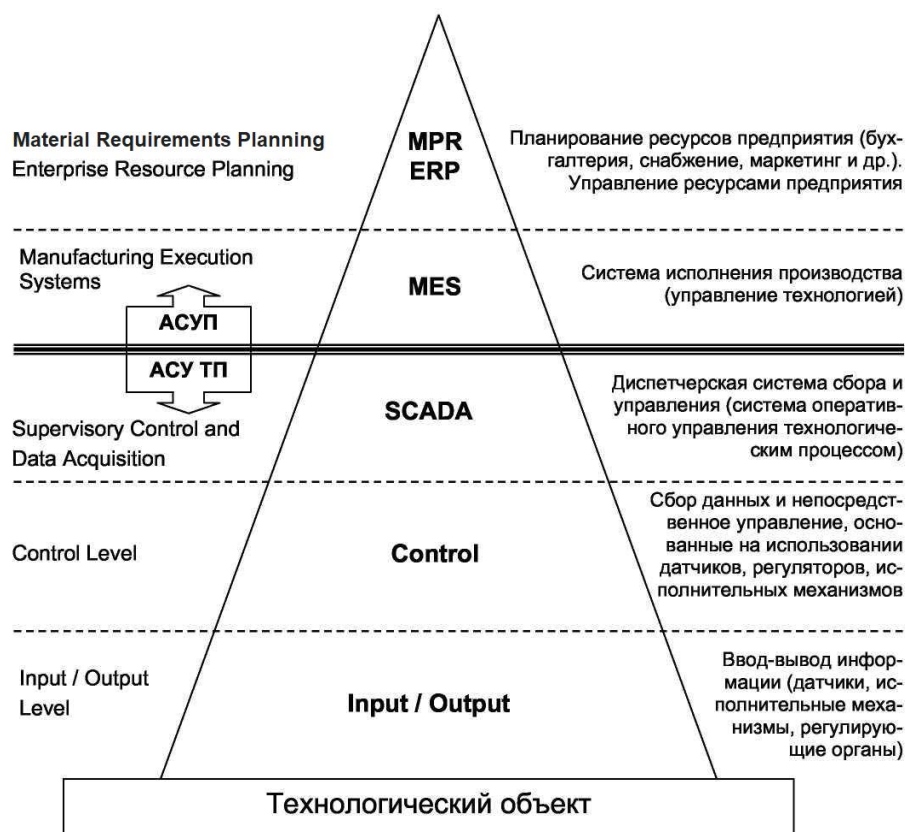 Material Requirements Planning
Enterprise Resource Planning
MPR
ERP
Планирование ресурсов предприятия (бух-
галтерия, снабжение, маркетинг и др.).
Управление ресурсами предприятия
Manufacturing Execution
Systems
MES
Система исполнения производства
(управление технологией)
АСУП
АСУ ТП
Supervisory Control and
Data Acquisition
SCADA
Диспетчерская система сбора и
управления (система оператив-
ного управления технологиче-
ским процессом)
Control Level
Control
Сбор данных и непосредст-
венное управление, осно-
ванные на использовании
датчиков, регуляторов, ис-
полнительных механизмов
Input / Output
Level
Input / Output
Ввод-вывод инфор-
мации (датчики, ис-
полнительные меха-
низмы, регулирую-
щие органы)
Технологический объект